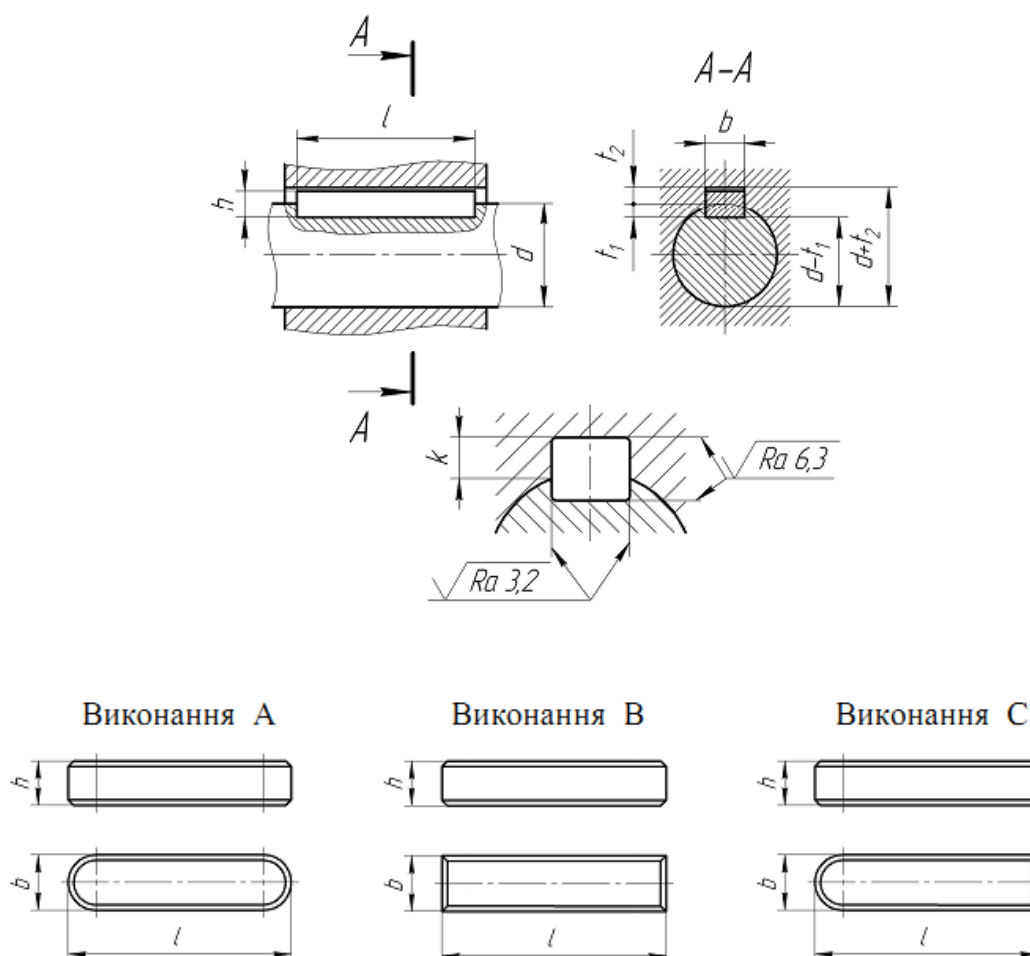 A
A–A
l
b
t₂
h
d
t₁
d–t₁
d+t₂
A
k
Ra 6,3
Ra 3,2
Виконання А
Виконання В
Виконання С
h
h
h
b
b
b
l
l
l